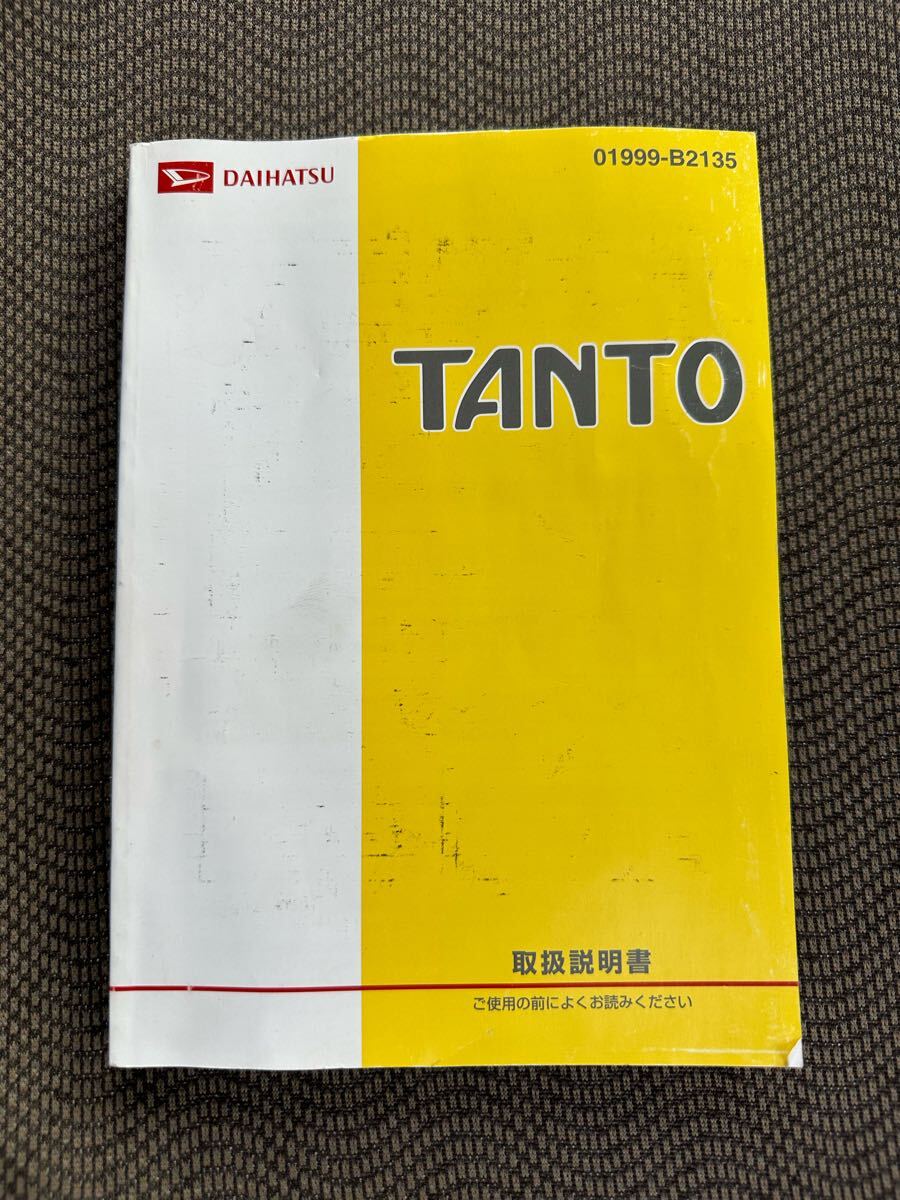 DAIHATSU
01999-B2135
TANTO
取扱説明書
ご使用の前によくお読みください